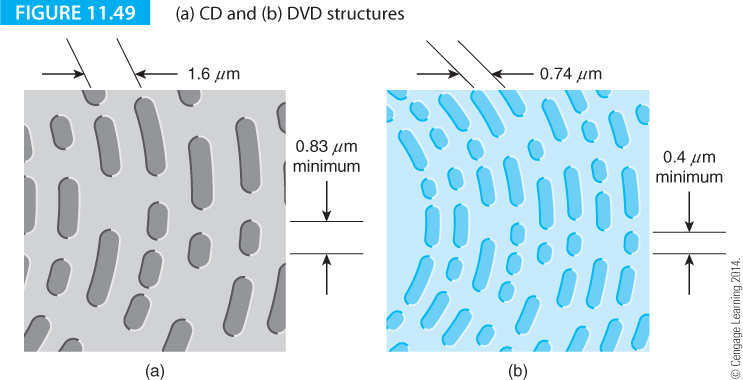 FIGURE 11.49 (a) CD and (b) DVD structures
1.6 μm
0.83 μm
minimum
(a)
0.74 μm
0.4 μm
minimum
(b)
© Cengage Learning 2014.